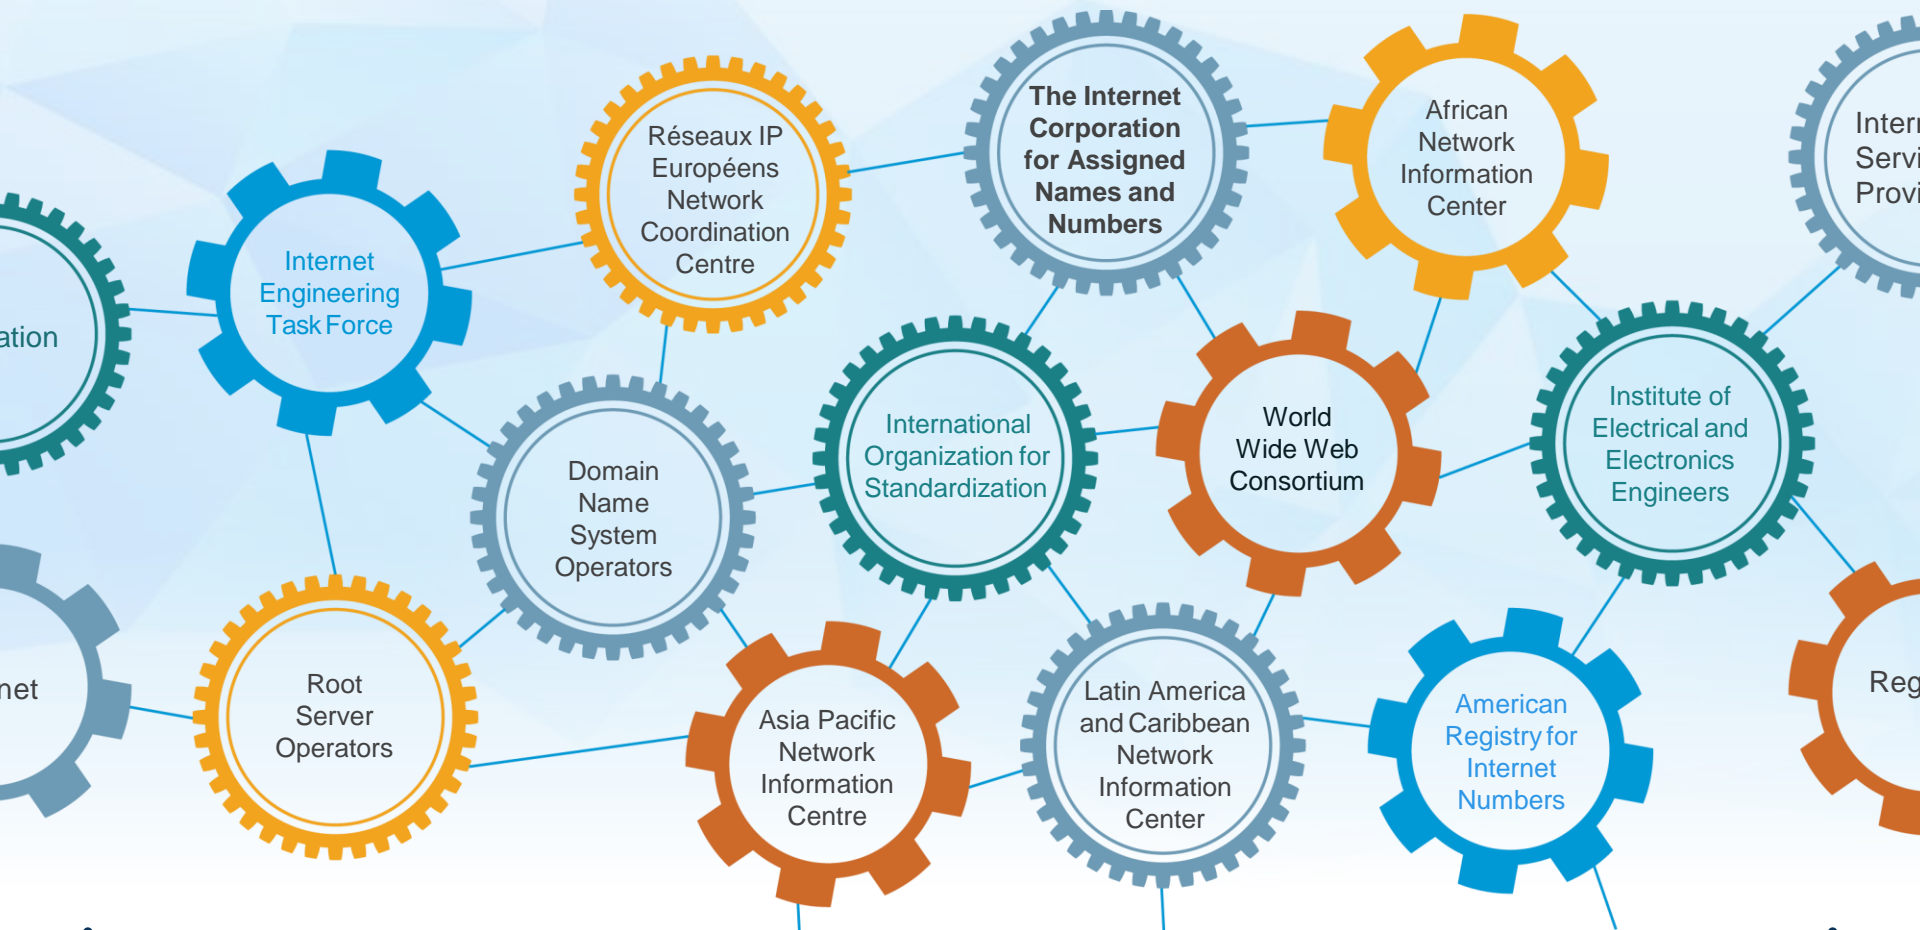 The Internet
Corporation
for Assigned
Names and
Numbers
African
Network
Information
Center
Réseaux IP
Européens
Network
Coordination
Centre
Internet
Engineering
Task Force
ation
International
Organization for
Standardization
World
Wide Web
Consortium
Institute of
Electrical and
Electronics
Engineers
Domain
Name
System
Operators
net
Root
Server
Operators
Asia Pacific
Network
Information
Centre
Latin America
and Caribbean
Network
Information
Center
American
Registry for
Internet
Numbers
Reg